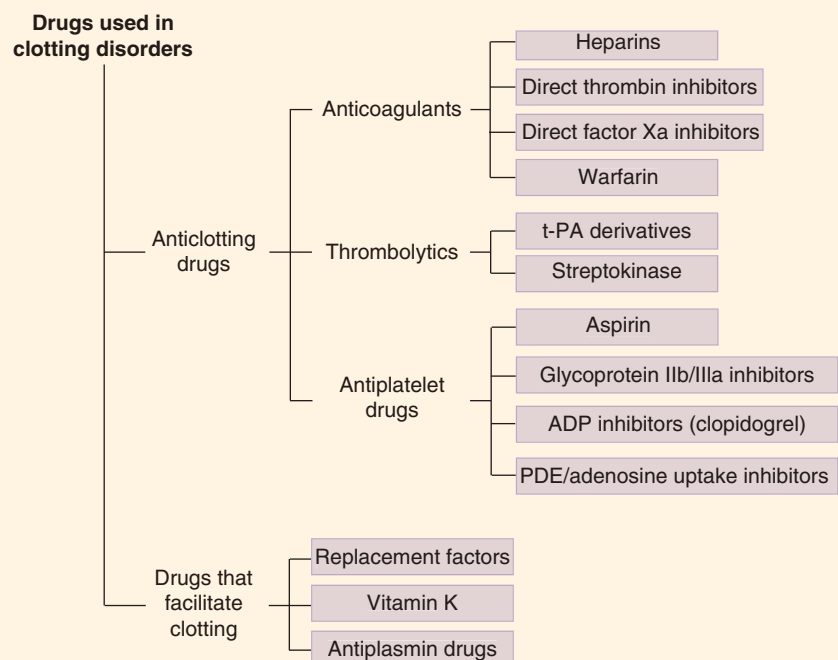 Drugs used in
clotting disorders
Anticlotting
drugs
Anticoagulants
Heparins
Direct thrombin inhibitors
Direct factor Xa inhibitors
Warfarin
Thrombolytics
t-PA derivatives
Streptokinase
Antiplatelet
drugs
Aspirin
Glycoprotein IIb/IIIa inhibitors
ADP inhibitors (clopidogrel)
PDE/adenosine uptake inhibitors
Drugs that
facilitate
clotting
Replacement factors
Vitamin K
Antiplasmin drugs